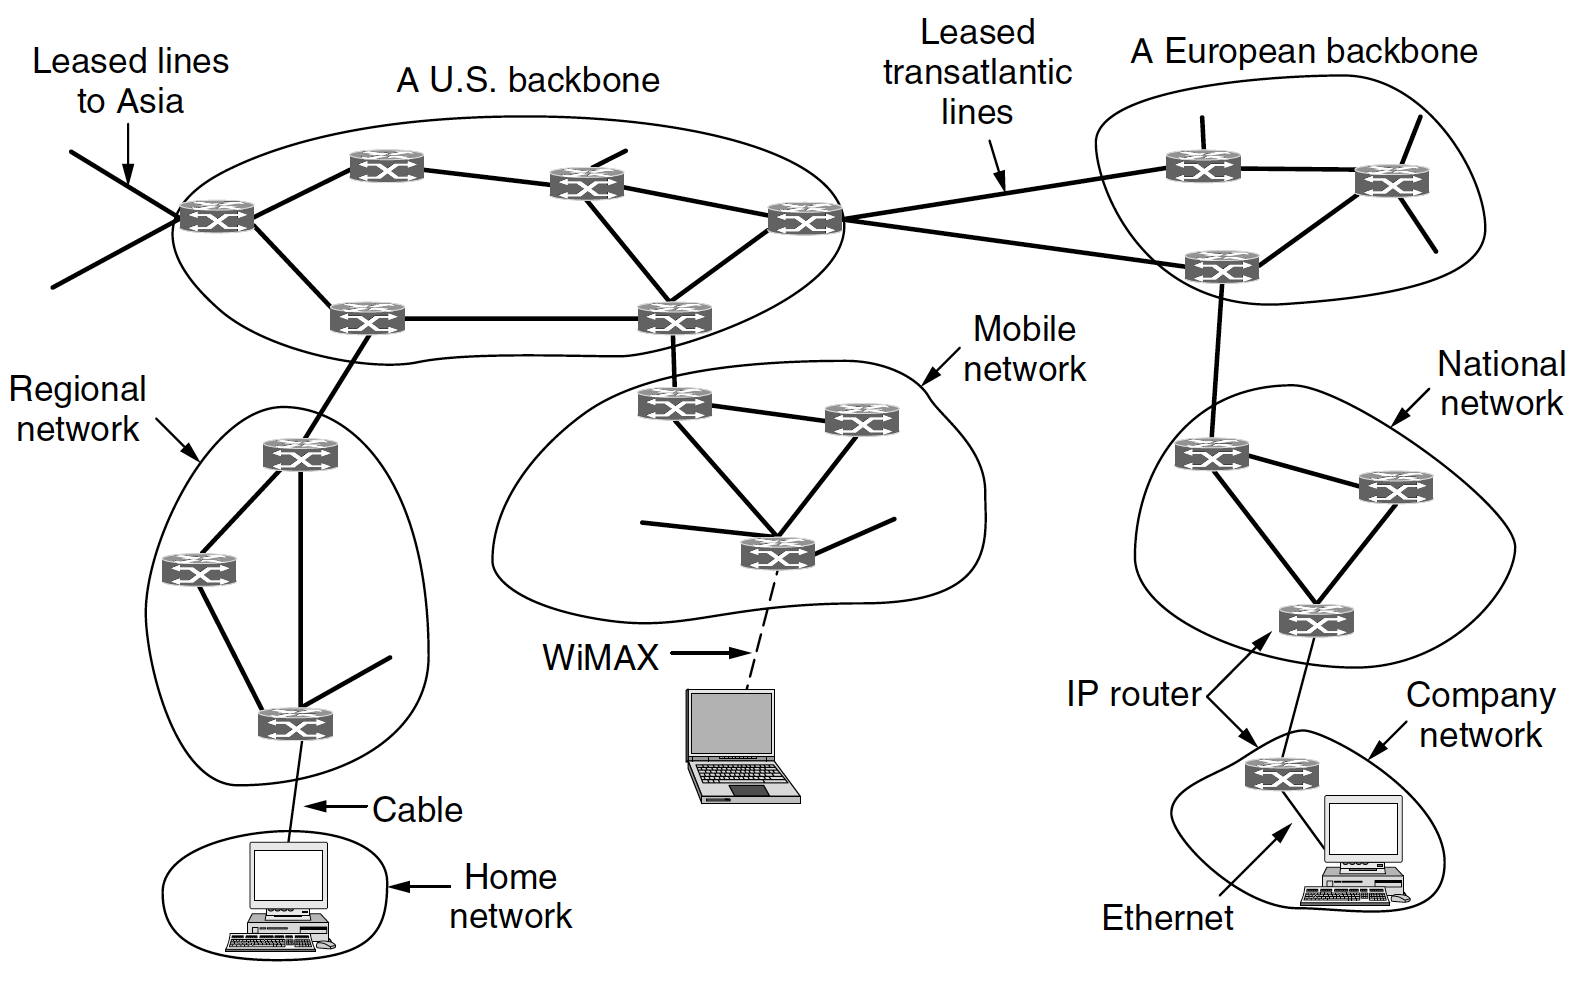 Leased lines
to Asia
A U.S. backbone
Leased
transatlantic
lines
A European backbone
Regional
network
Mobile
network
National
network
WiMAX
IP router
Company
network
Cable
Home
network
Ethernet